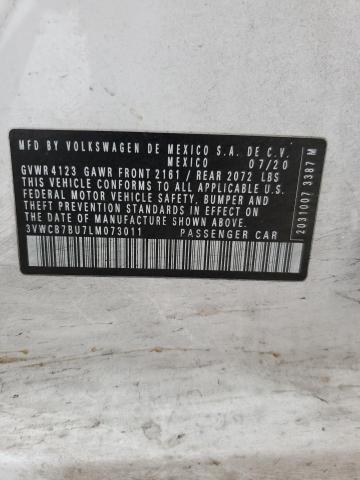 MFD BY VOLKSWAGEN DE MEXICO S.A. DE C.V.
MEXICO 07/20
GVWR 4123 GAWR FRONT 2161 / REAR 2072 LBS
THIS VEHICLE CONFORMS TO ALL APPLICABLE U.S.
FEDERAL MOTOR VEHICLE SAFETY, BUMPER AND
THEFT PREVENTION STANDARDS IN EFFECT ON
THE DATE OF MANUFACTURE SHOWN ABOVE.
3VWCB7BU7LM073011 PASSENGER CAR
2031007 3387 M